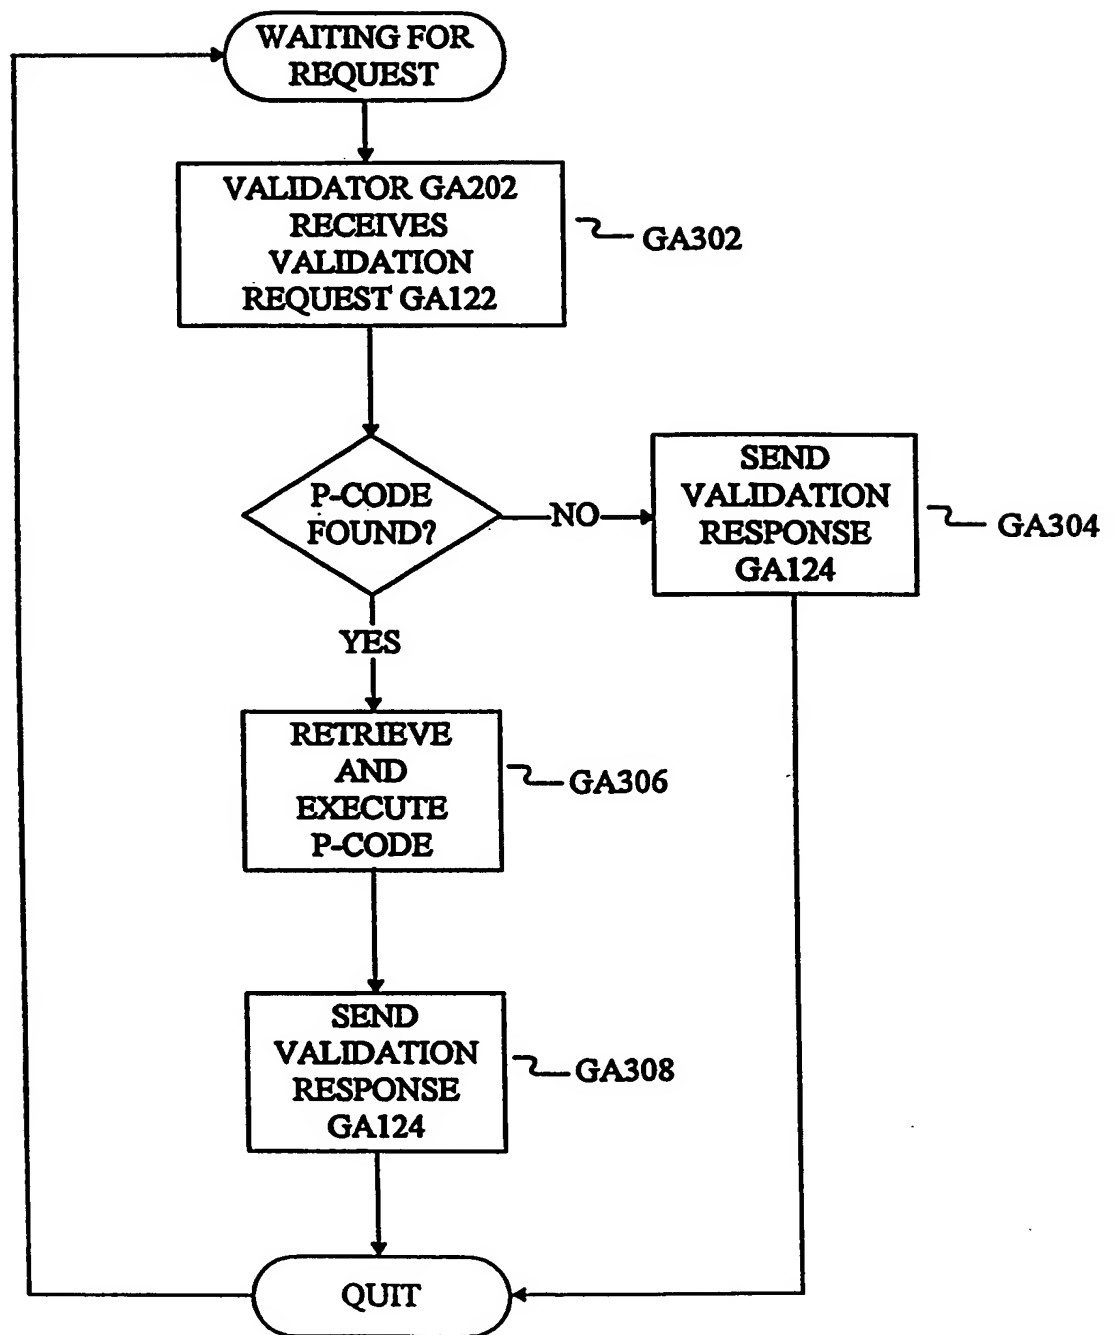 WAITING FOR
REQUEST
VALIDATOR GA202
RECEIVES
VALIDATION
REQUEST GA122
GA302
P-CODE
FOUND?
NO
SEND
VALIDATION
RESPONSE
GA124
GA304
YES
RETRIEVE
AND
EXECUTE
P-CODE
GA306
SEND
VALIDATION
RESPONSE
GA124
GA308
QUIT